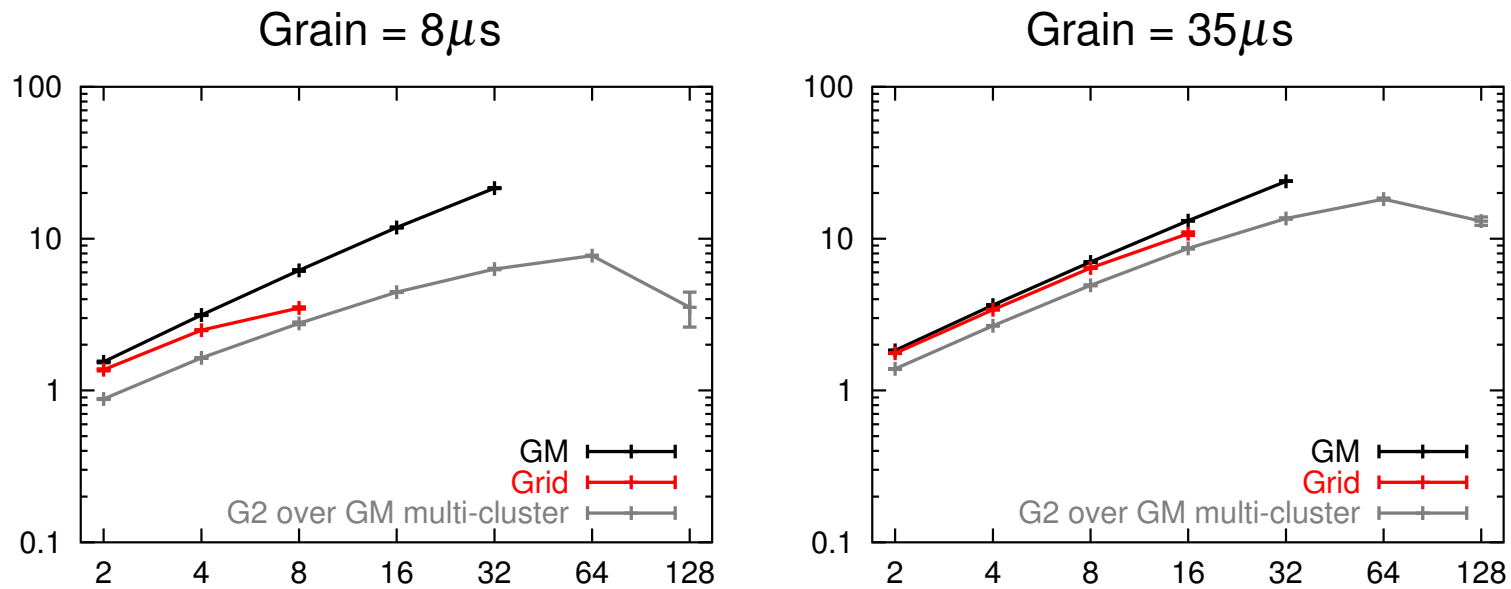 Grain = 8μs
100
10
1
0.1
GM
Grid
G2 over GM multi-cluster
2 4 8 16 32 64 128
Grain = 35μs
100
10
1
0.1
GM
Grid
G2 over GM multi-cluster
2 4 8 16 32 64 128